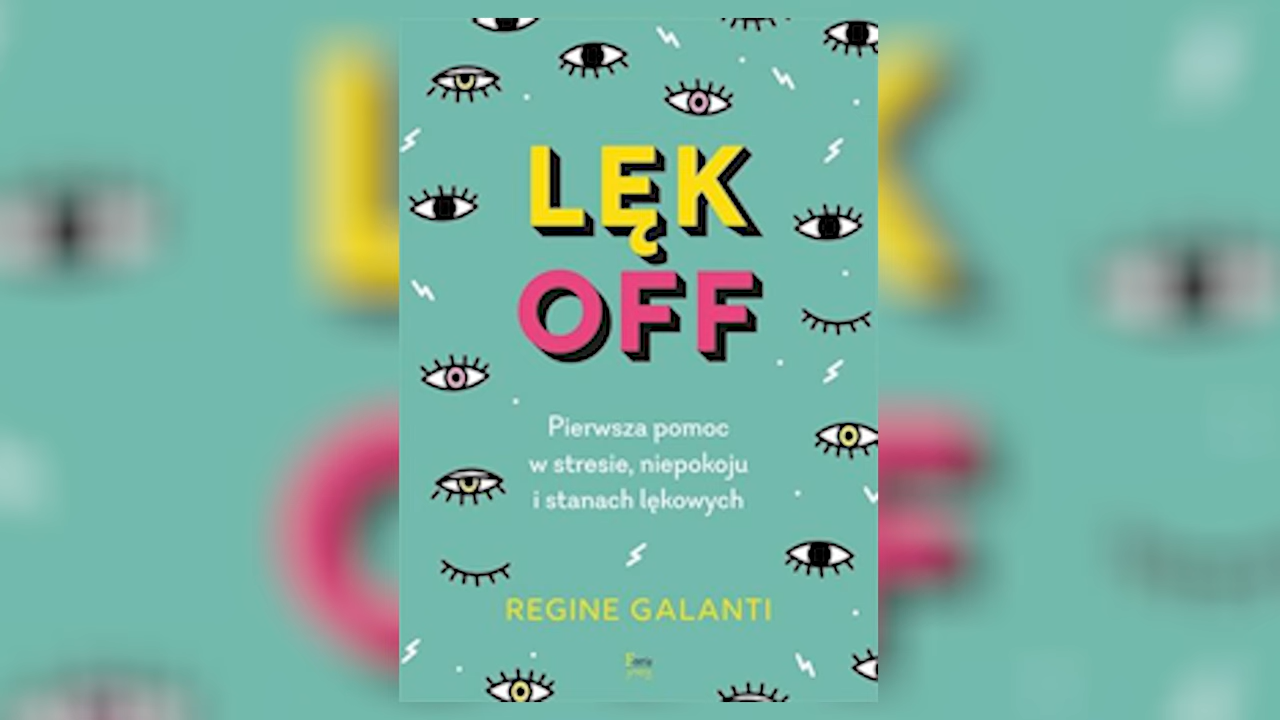 LĘK
OFF
Pierwsza pomoc
w stresie, niepokoju
i stanach lękowych
REGINE GALANTI